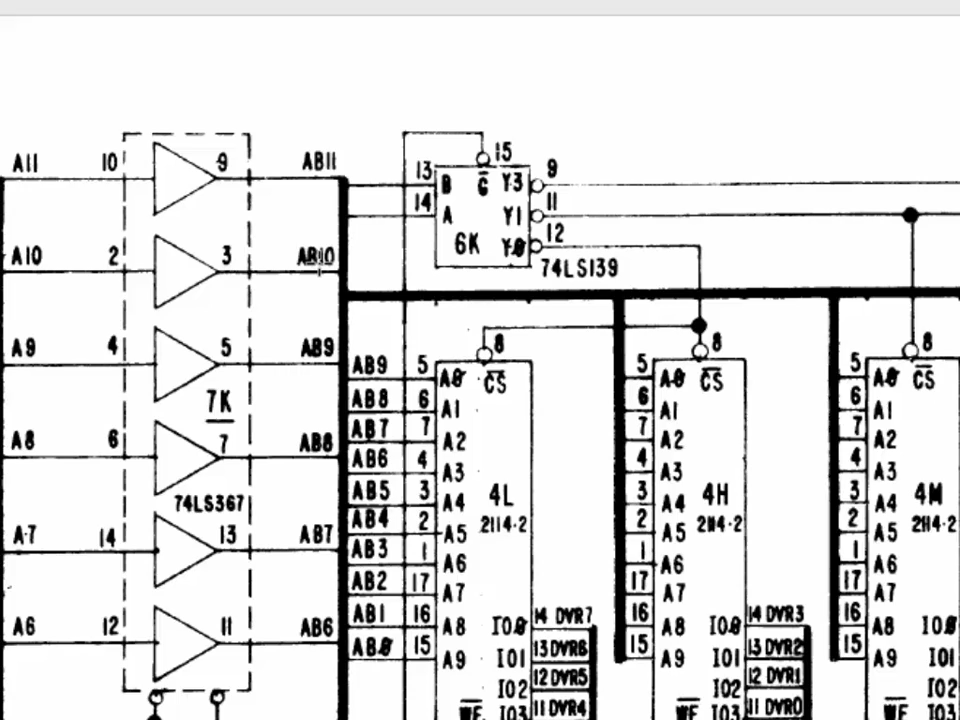 A11 10 9 AB11
A10 2 3 AB10
A9 4 5 AB9
7K
A8 6 7 AB8
74LS367
A7 14 13 AB7
A6 12 11 AB6
15
13 B G Y3 9
14 A Y1 11
6K Y0 12
74LS139
8
AB9 5 A0 CS
AB8 6 A1
AB7 7 A2
AB6 4 A3
AB5 3 A4 4L
AB4 2 A5 2114-2
AB3 1 A6
AB2 17 A7
AB1 16 A8 IO0 14 DVR7
AB0 15 A9 IO1 13 DVR6
IO2 12 DVR5
WE IO3 11 DVR4
8
5 A0 CS
6 A1
7 A2
4 A3
3 A4 4H
2 A5 2114-2
1 A6
17 A7
16 A8 IO0 14 DVR3
15 A9 IO1 13 DVR2
IO2 12 DVR1
WE IO3 11 DVR0
8
5 A0 CS
6 A1
7 A2
4 A3
3 A4 4M
2 A5 2114-2
1 A6
17 A7
16 A8 IO0
15 A9 IO1
IO2
WE IO3